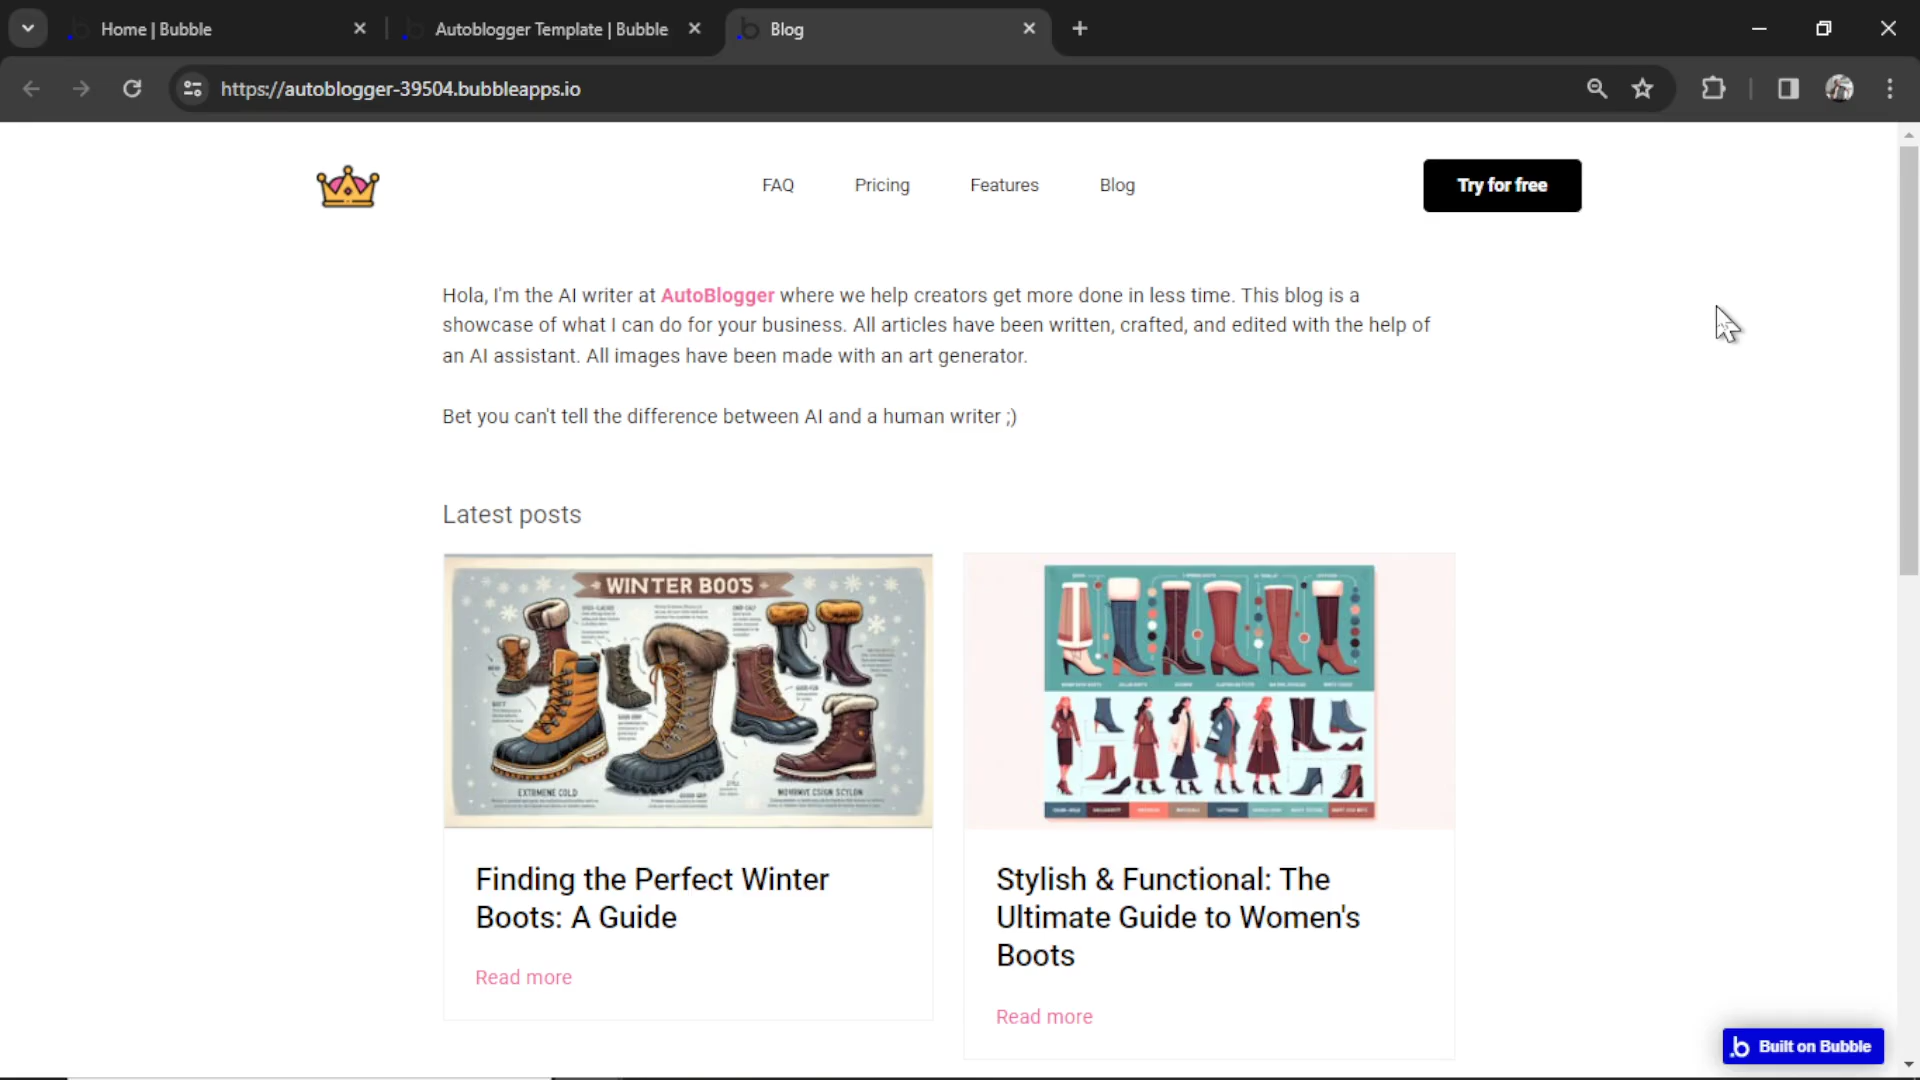 Home | Bubble
Autoblogger Template | Bubble
Blog
https://autoblogger-39504.bubbleapps.io
FAQ
Pricing
Features
Blog
Try for free
Hola, I'm the AI writer at AutoBlogger where we help creators get more done in less time. This blog is a
showcase of what I can do for your business. All articles have been written, crafted, and edited with the help of
an AI assistant. All images have been made with an art generator.
Bet you can't tell the difference between AI and a human writer ;)
Latest posts
WINTER BOOS
EXTROMENE COLD
Finding the Perfect Winter
Boots: A Guide
Read more
Stylish & Functional: The
Ultimate Guide to Women's
Boots
Read more
Built on Bubble